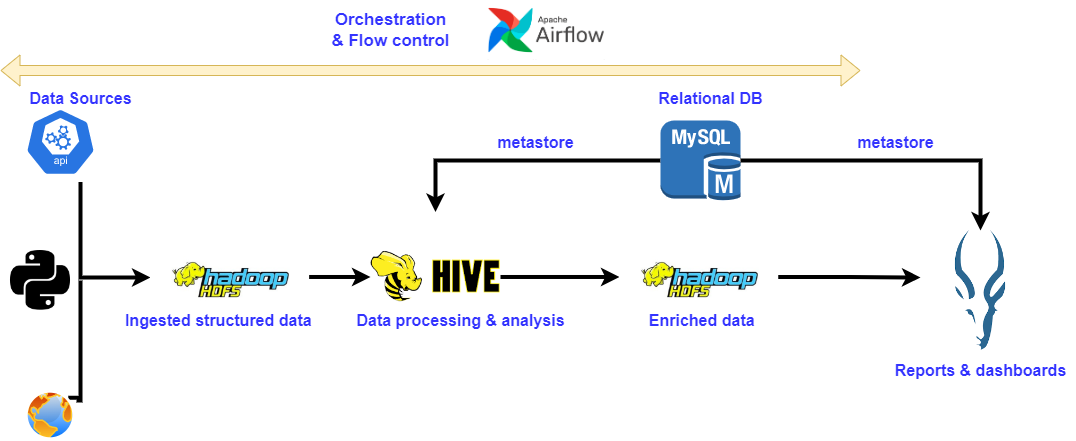 Orchestration
& Flow control
Apache
Airflow
Data Sources
Relational DB
api
MySQL
M
metastore
metastore
hadoop
HDFS
HIVE
hadoop
HDFS
Ingested structured data
Data processing & analysis
Enriched data
Reports & dashboards